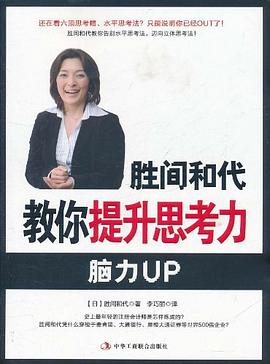 还在看六顶思考帽、水平思考法？只能说明你已经OUT了！
胜间和代教你告别水平思考法，迈向立体思考法！
胜间和代
教你提升思考力
脑力UP
【日】胜间和代◎著 李巧丽◎译
史上最年轻的注册会计师是怎样炼成的？
胜间和代凭什么穿梭于麦肯锡、大通银行、摩根大通证券等世界500强企业？
中华工商联合出版社